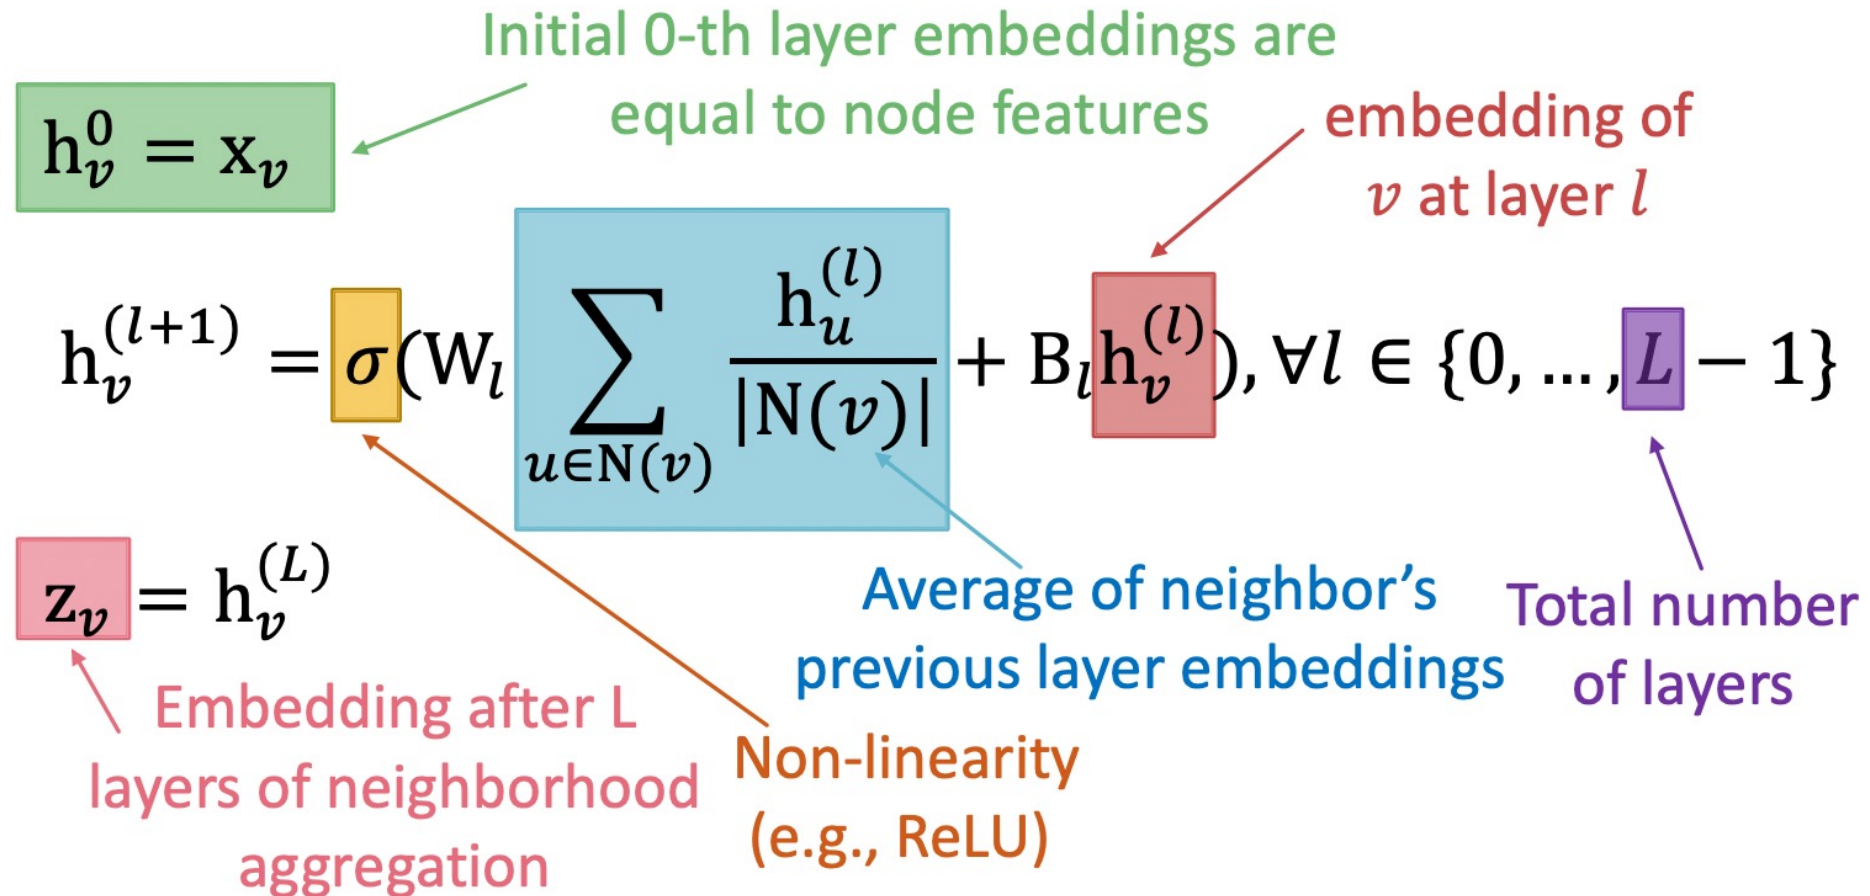 Initial 0-th layer embeddings are
equal to node features
h_v^0 = x_v
embedding of
v at layer l
h_v^{(l+1)} = σ(W_l ∑_{u∈N(v)} \frac{h_u^{(l)}}{|N(v)|} + B_l h_v^{(l)}), ∀l ∈ {0, …, L − 1}
z_v = h_v^{(L)}
Average of neighbor’s
previous layer embeddings
Total number
of layers
Embedding after L
layers of neighborhood
aggregation
Non-linearity
(e.g., ReLU)